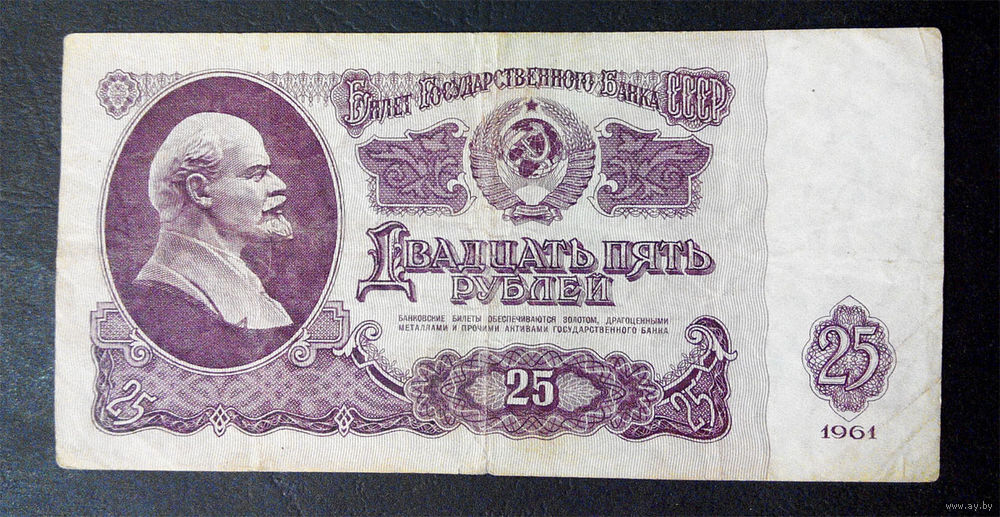 Билет Государственного Банка СССР
Двадцать пять
рублей
БАНКОВСКИЕ БИЛЕТЫ ОБЕСПЕЧИВАЮТСЯ ЗОЛОТОМ, ДРАГОЦЕННЫМИ
МЕТАЛЛАМИ И ПРОЧИМИ АКТИВАМИ ГОСУДАРСТВЕННОГО БАНКА
25
25
25
25
1961
www.ay.by